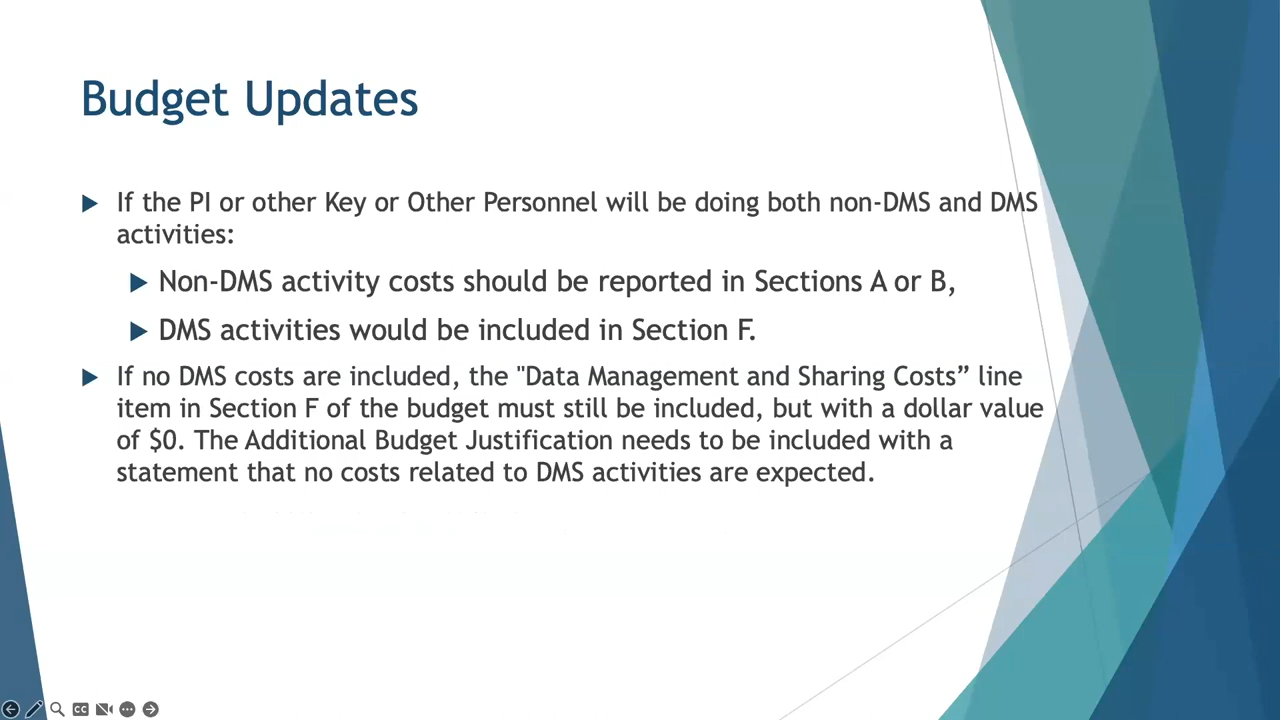 Budget Updates
If the PI or other Key or Other Personnel will be doing both non-DMS and DMS
activities:
Non-DMS activity costs should be reported in Sections A or B,
DMS activities would be included in Section F.
If no DMS costs are included, the "Data Management and Sharing Costs” line
item in Section F of the budget must still be included, but with a dollar value
of $0. The Additional Budget Justification needs to be included with a
statement that no costs related to DMS activities are expected.
CC